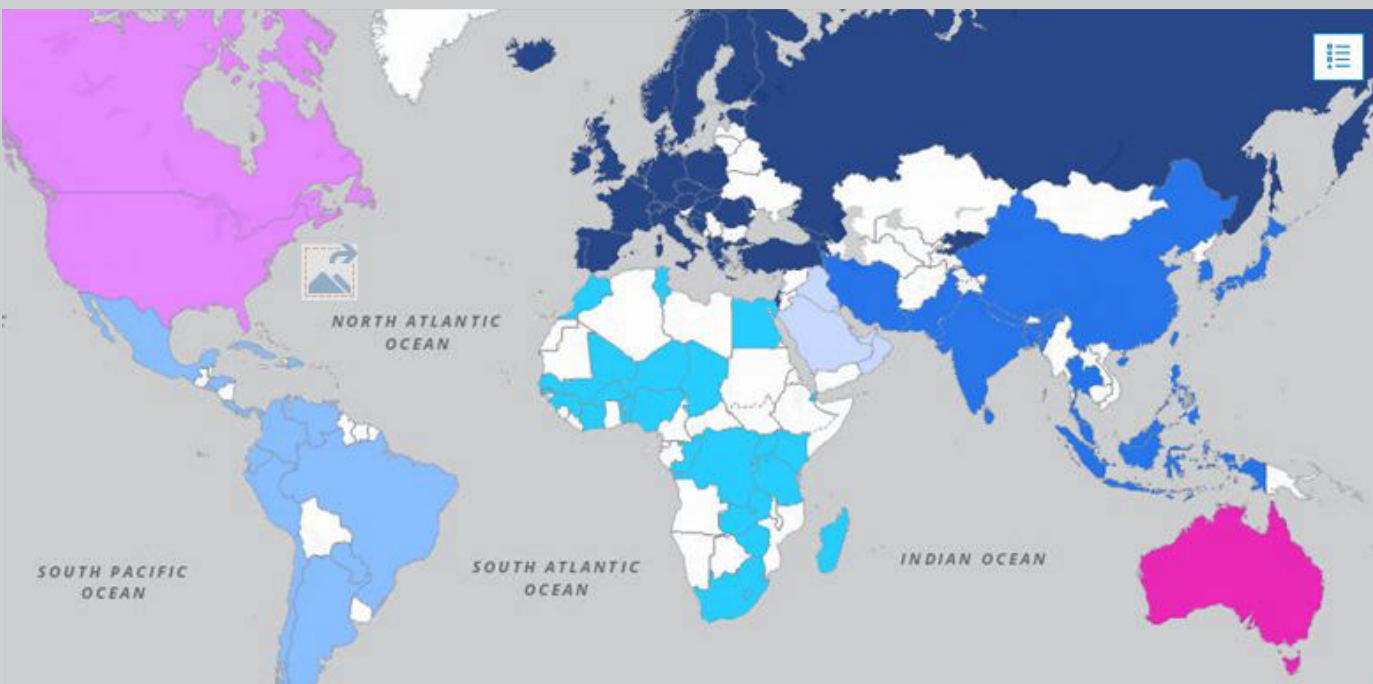 NORTH ATLANTIC
OCEAN
SOUTH PACIFIC
OCEAN
SOUTH ATLANTIC
OCEAN
INDIAN OCEAN